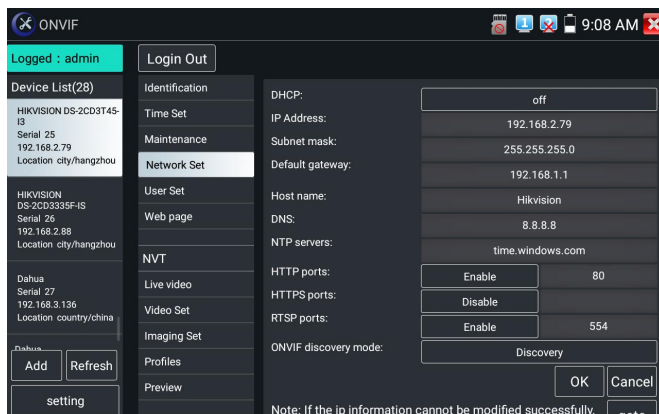 ONVIF
1
9:08 AM
Logged : admin
Login Out
Device List(28)
HIKVISION DS-2CD3T45-
I3
Serial 25
192.168.2.79
Location city/hangzhou
HIKVISION
DS-2CD3335F-IS
Serial 26
192.168.2.88
Location city/hangzhou
Dahua
Serial 27
192.168.3.136
Location country/china
Dahua
Add
Refresh
setting
Identification
Time Set
Maintenance
Network Set
User Set
Web page
NVT
Live video
Video Set
Imaging Set
Profiles
Preview
DHCP: off
IP Address: 192.168.2.79
Subnet mask: 255.255.255.0
Default gateway: 192.168.1.1
Host name: Hikvision
DNS: 8.8.8.8
NTP servers: time.windows.com
HTTP ports: Enable 80
HTTPS ports: Disable
RTSP ports: Enable 554
ONVIF discovery mode: Discovery
OK Cancel
Note: If the ip information cannot be modified successfully,